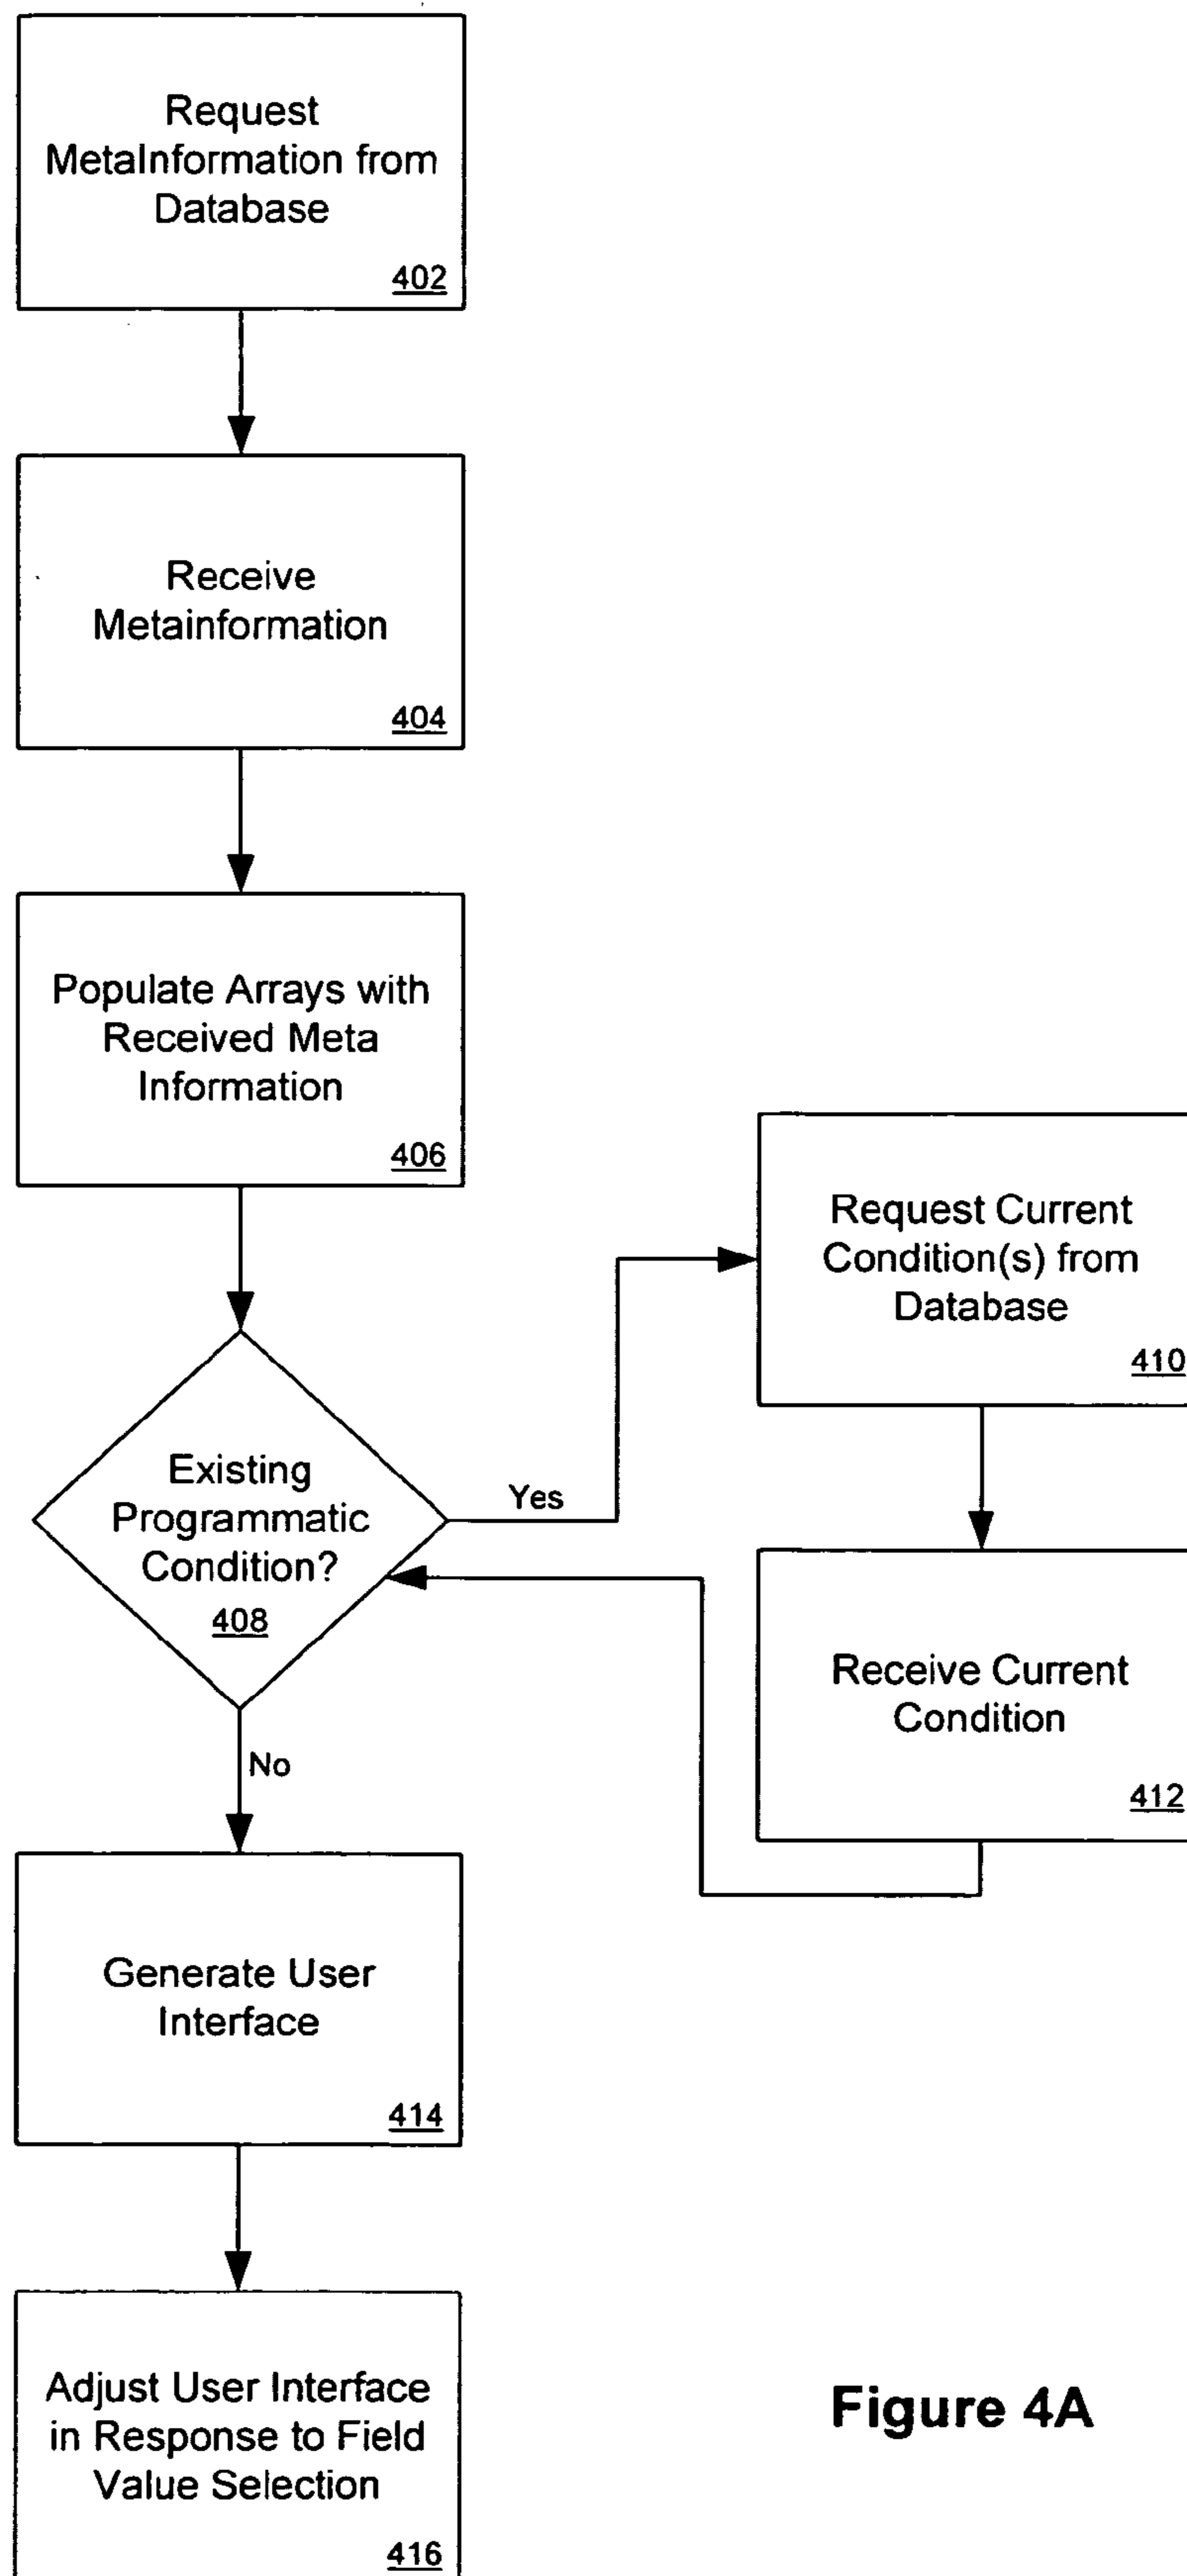 Request
MetaInformation from
Database
402
Receive
Metainformation
404
Populate Arrays with
Received Meta
Information
406
Request Current
Condition(s) from
Database
410
Existing
Programmatic
Condition?
408
Yes
Receive Current
Condition
412
No
Generate User
Interface
414
Adjust User Interface
in Response to Field
Value Selection
416
Figure 4A